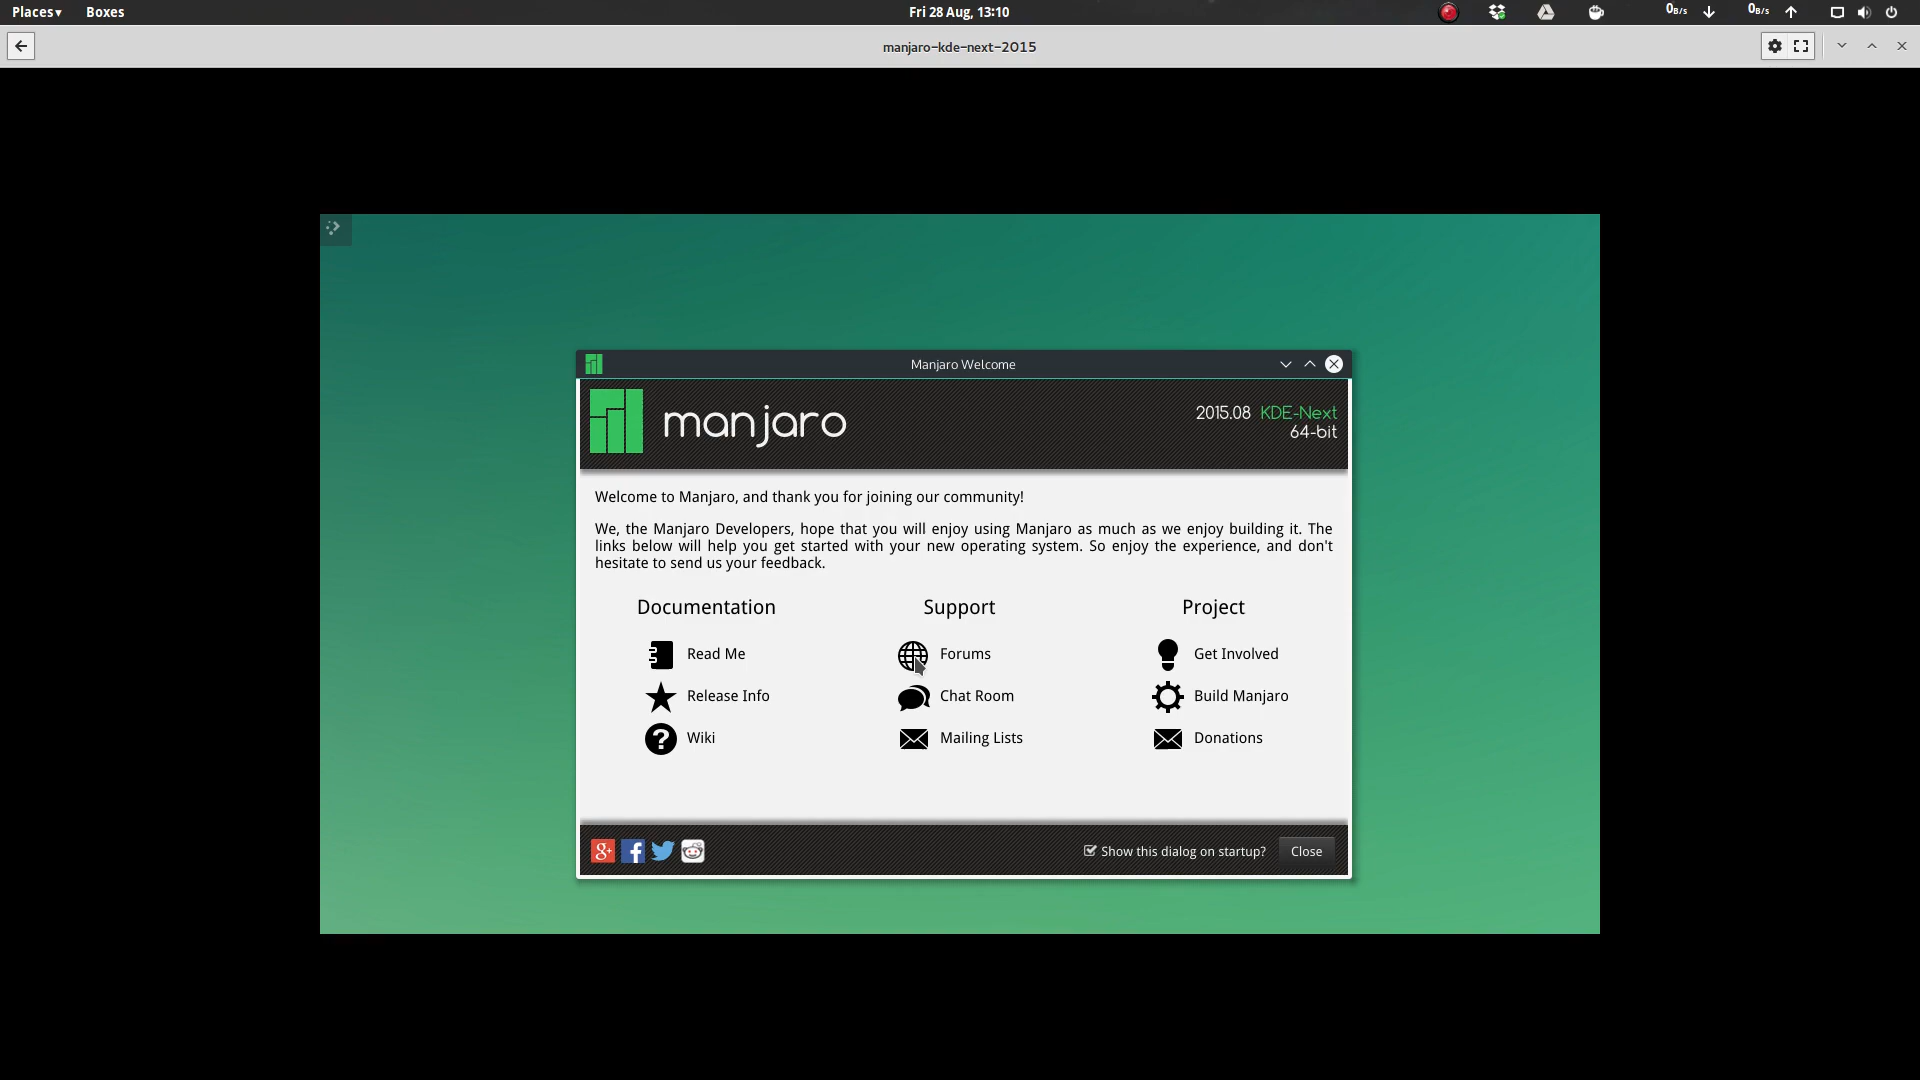 Places▾ Boxes Fri 28 Aug, 13:10 0B/s 0B/s
manjaro-kde-next-2015
Manjaro Welcome
manjaro
2015.08 KDE-Next
64-bit
Welcome to Manjaro, and thank you for joining our community!
We, the Manjaro Developers, hope that you will enjoy using Manjaro as much as we enjoy building it. The
links below will help you get started with your new operating system. So enjoy the experience, and don't
hesitate to send us your feedback.
Documentation Support Project
Read Me Forums Get Involved
Release Info Chat Room Build Manjaro
? Wiki Mailing Lists Donations
g+ f Show this dialog on startup? Close